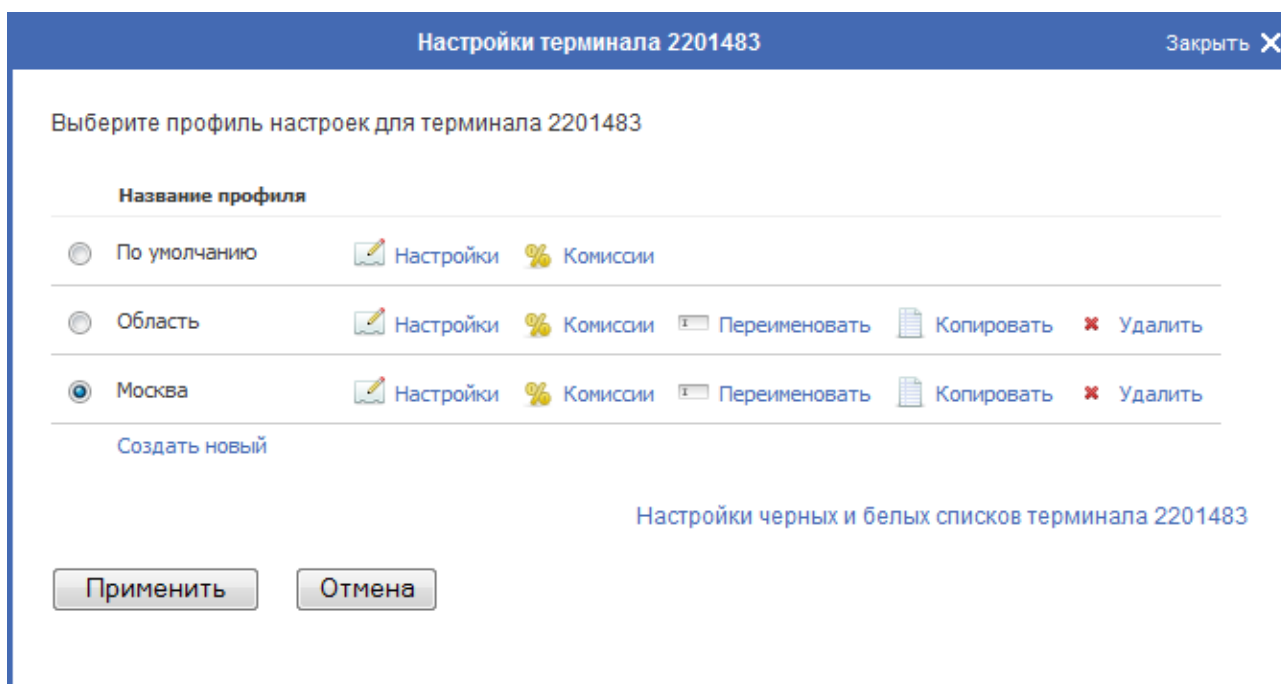 Настройки терминала 2201483 Закрыть
Выберите профиль настроек для терминала 2201483
Название профиля
По умолчанию Настройки Комиссии
Область Настройки Комиссии Переименовать Копировать Удалить
Москва Настройки Комиссии Переименовать Копировать Удалить
Создать новый
Настройки черных и белых списков терминала 2201483
Применить Отмена